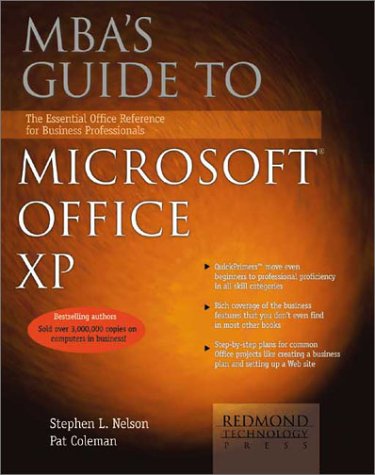 MBA'S
GUIDE TO
The Essential Office Reference
for Business Professionals
MICROSOFT®
OFFICE
XP
▶ QuickPrimers™ move even
beginners to professional proficiency
in all skill categories
▶ Rich coverage of the business
features that you don't even find
in most other books
▶ Step-by-step plans for common
Office projects like creating a business
plan and setting up a Web site
Bestselling authors
Sold over 3,000,000 copies on
computers in business!
Stephen L. Nelson
Pat Coleman
REDMOND
TECHNOLOGY
PRESS